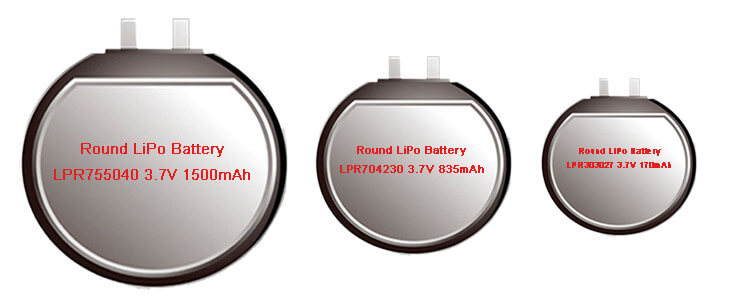 Round LiPo Battery
LPR755040 3.7V 1500mAh
Round LiPo Battery
LPR704230 3.7V 835mAh
Round LiPo Battery
LPR303027 3.7V 170mAh